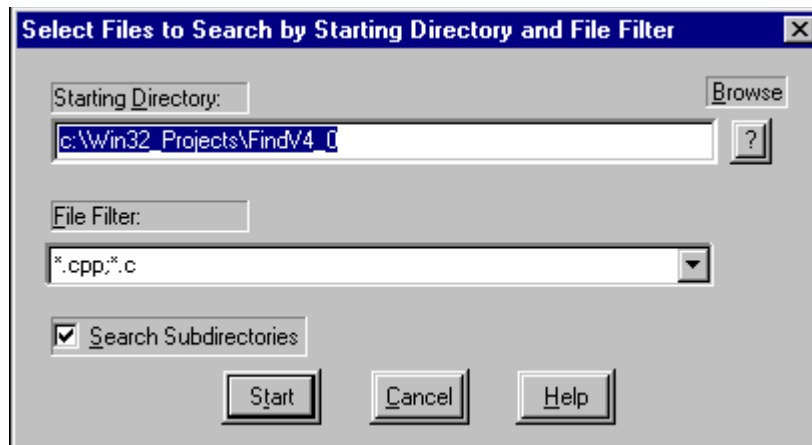 Select Files to Search by Starting Directory and File Filter
Starting Directory:
Browse
c:\Win32_Projects\FindV4_0
?
File Filter:
*.cpp;*.c
Search Subdirectories
Start Cancel Help